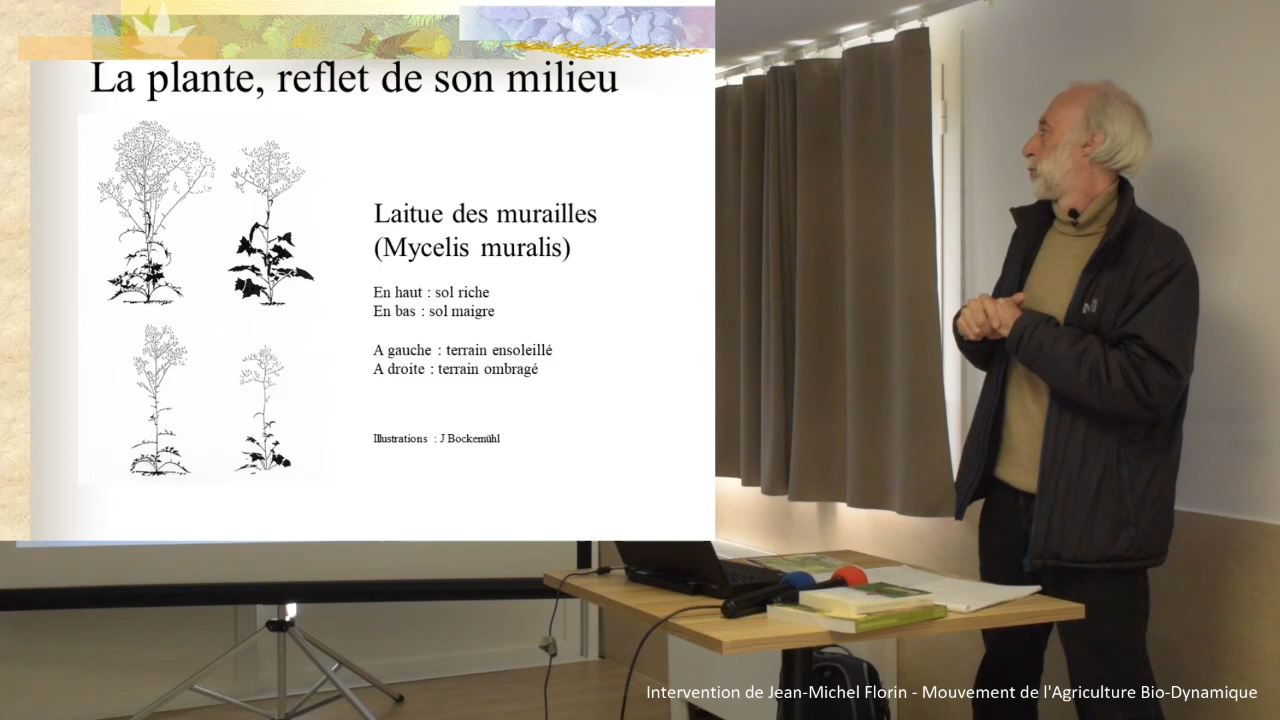 La plante, reflet de son milieu
Laitue des murailles
(Mycelis muralis)
En haut : sol riche
En bas : sol maigre
A gauche : terrain ensoleillé
A droite : terrain ombragé
Illustrations : J Bockemühl
Intervention de Jean-Michel Florin - Mouvement de l'Agriculture Bio-Dynamique